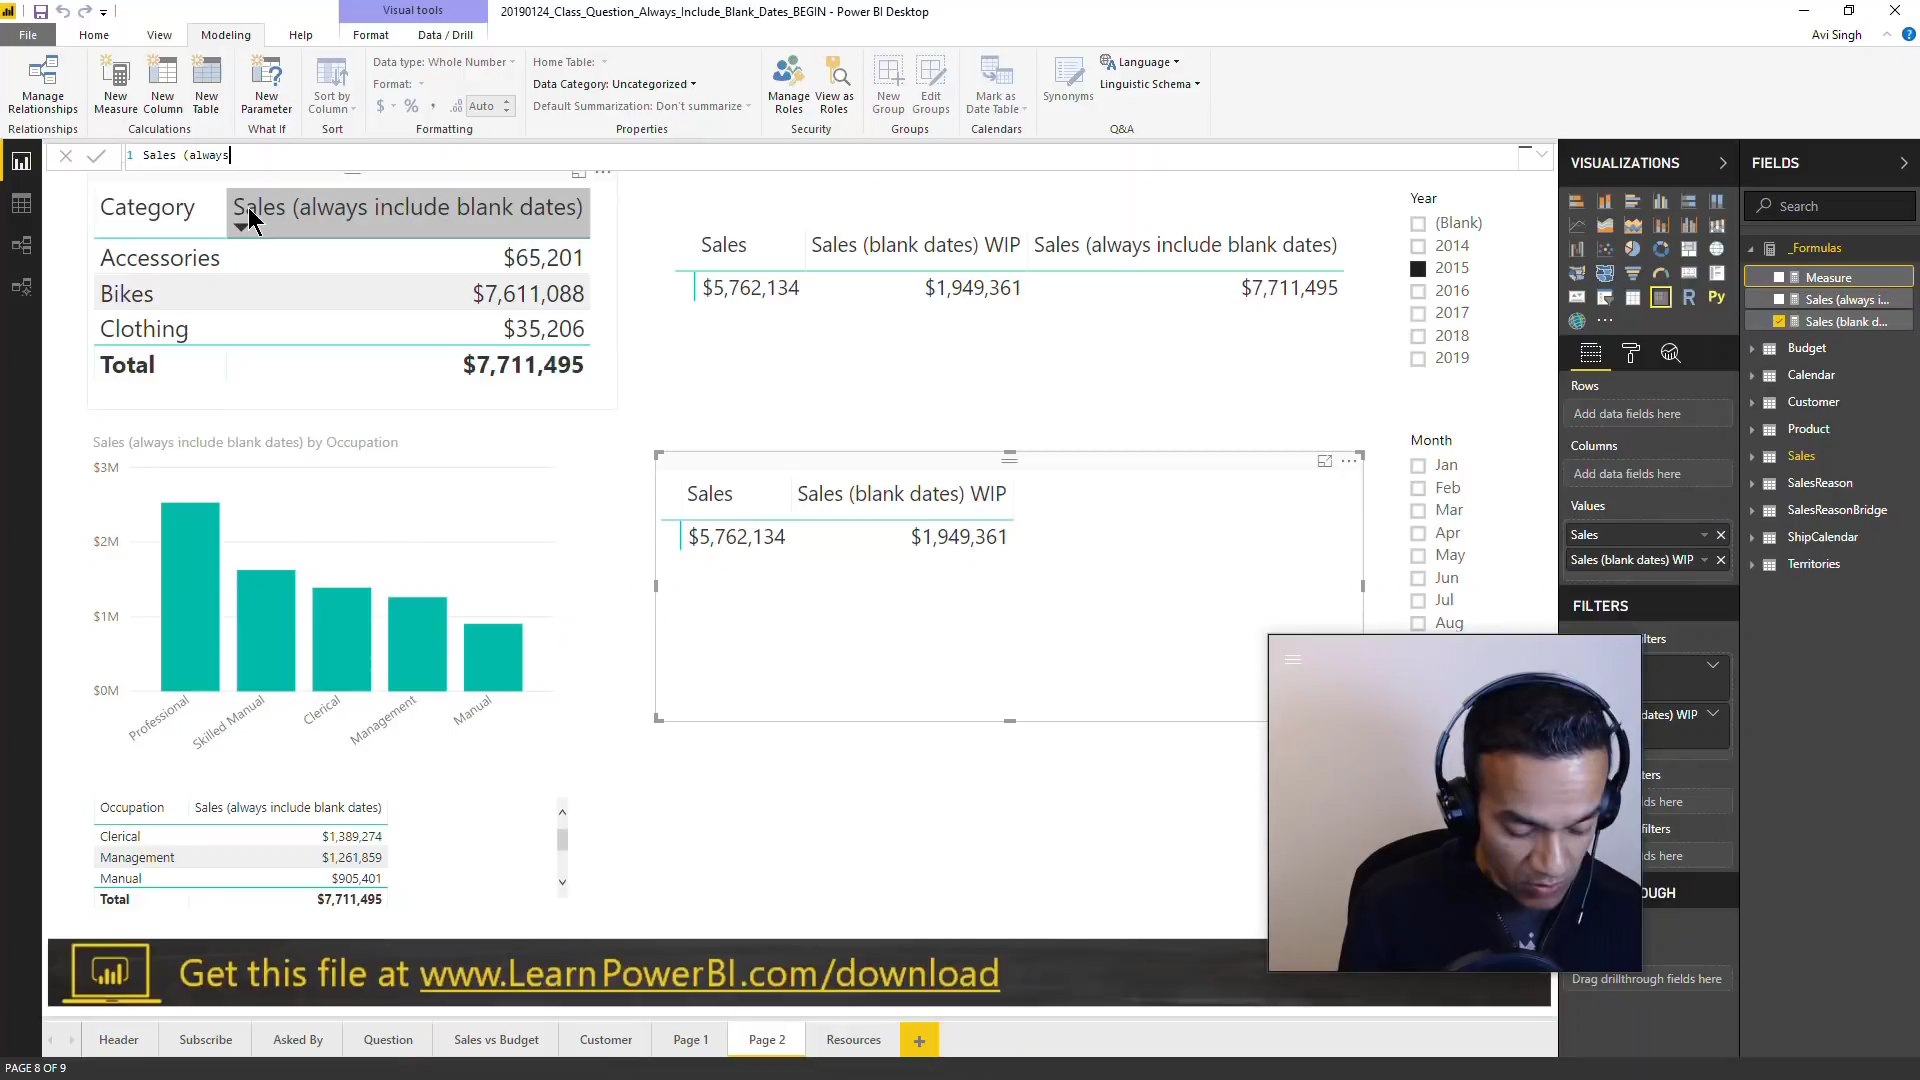 Visual tools
20190124_Class_Question_Always_Include_Blank_Dates_BEGIN - Power BI Desktop
File
Home
View
Modeling
Help
Format
Data / Drill
Avi Singh
Manage Relationships
New Measure
New Column
New Table
New Parameter
Sort by Column
Data type: Whole Number
Format:
$ % , Auto
Home Table:
Data Category: Uncategorized
Default Summarization: Don't summarize
Manage Roles
View as Roles
New Group
Edit Groups
Mark as Date Table
Synonyms
Language
Linguistic Schema
Relationships
Calculations
What If
Sort
Formatting
Properties
Security
Groups
Calendars
Q&A
1 Sales (always
Category Sales (always include blank dates)
Accessories $65,201
Bikes $7,611,088
Clothing $35,206
Total $7,711,495
Sales Sales (blank dates) WIP Sales (always include blank dates)
$5,762,134 $1,949,361 $7,711,495
Year
(Blank)
2014
2015
2016
2017
2018
2019
Sales (always include blank dates) by Occupation
$3M
$2M
$1M
$0M
Professional
Skilled Manual
Clerical
Management
Manual
Sales Sales (blank dates) WIP
$5,762,134 $1,949,361
Month
Jan
Feb
Mar
Apr
May
Jun
Jul
Aug
Occupation Sales (always include blank dates)
Clerical $1,389,274
Management $1,261,859
Manual $905,401
Total $7,711,495
Get this file at www.LearnPowerBI.com/download
VISUALIZATIONS
R
Py
Rows
Add data fields here
Columns
Add data fields here
Values
Sales
Sales (blank dates) WIP
FILTERS
lters
dates) WIP
ters
ds here
filters
ds here
OUGH
Drag drillthrough fields here
FIELDS
Search
_Formulas
Measure
Sales (always i...
Sales (blank d...
Budget
Calendar
Customer
Product
Sales
SalesReason
SalesReasonBridge
ShipCalendar
Territories
Header
Subscribe
Asked By
Question
Sales vs Budget
Customer
Page 1
Page 2
Resources
PAGE 8 OF 9